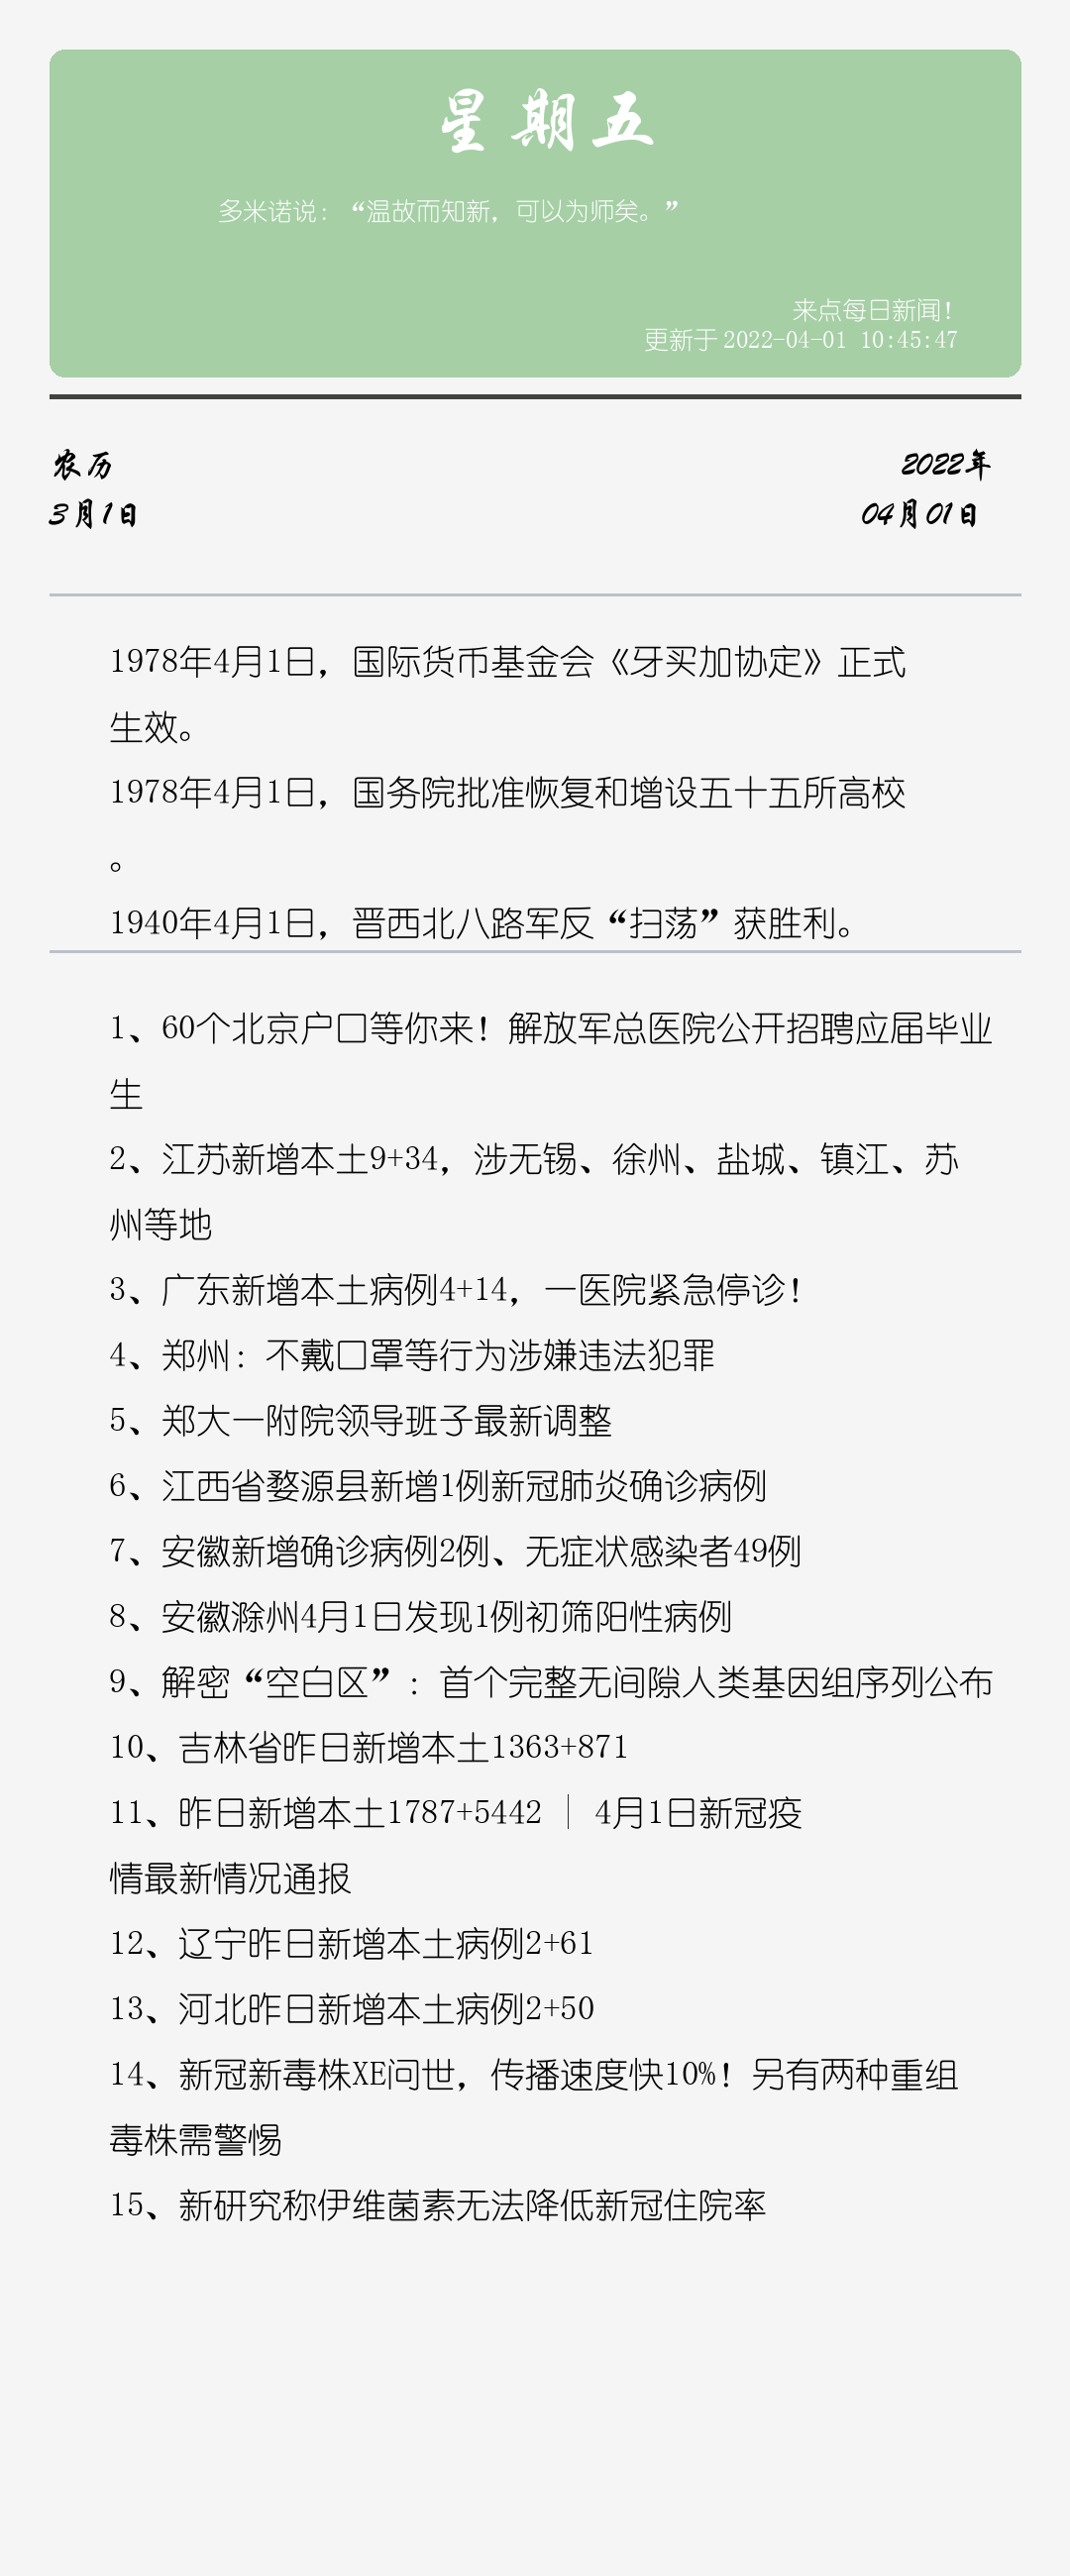 星期五
多米诺说：“温故而知新，可以为师矣。”
来点每日新闻！
更新于 2022-04-01 10:45:47
农历
2022年
3月1日
04月01日
1978年4月1日，国际货币基金会《牙买加协定》正式
生效。
1978年4月1日，国务院批准恢复和增设五十五所高校
。
1940年4月1日，晋西北八路军反“扫荡”获胜利。
1、60个北京户口等你来！解放军总医院公开招聘应届毕业
生
2、江苏新增本土9+34，涉无锡、徐州、盐城、镇江、苏
州等地
3、广东新增本土病例4+14，一医院紧急停诊！
4、郑州：不戴口罩等行为涉嫌违法犯罪
5、郑大一附院领导班子最新调整
6、江西省婺源县新增1例新冠肺炎确诊病例
7、安徽新增确诊病例2例、无症状感染者49例
8、安徽滁州4月1日发现1例初筛阳性病例
9、解密“空白区”：首个完整无间隙人类基因组序列公布
10、吉林省昨日新增本土1363+871
11、昨日新增本土1787+5442 | 4月1日新冠疫
情最新情况通报
12、辽宁昨日新增本土病例2+61
13、河北昨日新增本土病例2+50
14、新冠新毒株XE问世，传播速度快10%！另有两种重组
毒株需警惕
15、新研究称伊维菌素无法降低新冠住院率